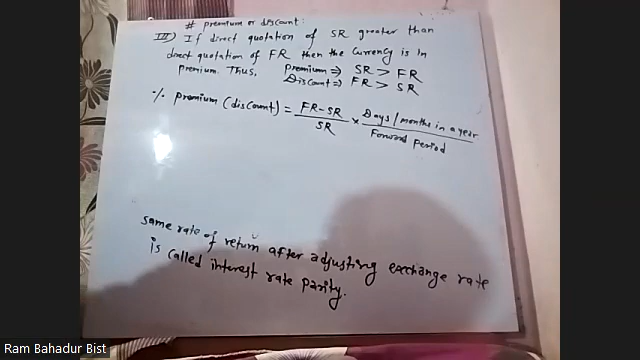 # premium or discount:
III) If direct quotation of SR greater than
direct quotation of FR then the currency is in
premium. Thus, premium ⇒ SR > FR
Discount ⇒ FR > SR
% premium (discount) = FR-SR/SR × Days/months in a year/Forward Period
same rate of return after adjusting exchange rate
is called interest rate parity.
Ram Bahadur Bist